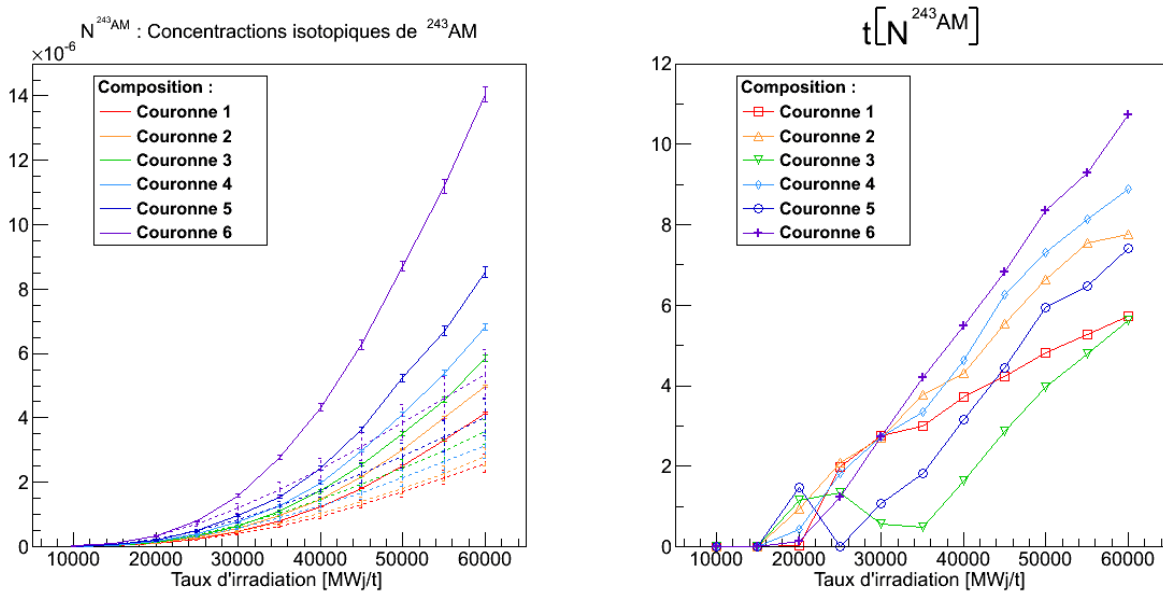 N^243AM : Concentrations isotopiques de ^243AM
×10^-6
14
12
10
8
6
4
2
0
Composition :
Couronne 1
Couronne 2
Couronne 3
Couronne 4
Couronne 5
Couronne 6
10000 20000 30000 40000 50000 60000
Taux d'irradiation [MWj/t]
t[N^243AM]
12
10
8
6
4
2
0
Composition :
Couronne 1
Couronne 2
Couronne 3
Couronne 4
Couronne 5
Couronne 6
10000 20000 30000 40000 50000 60000
Taux d'irradiation [MWj/t]